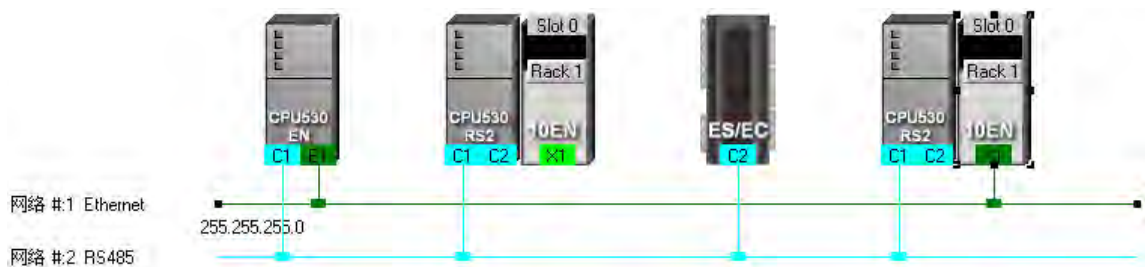 Slot 0
Slot 0
Rack 1
Rack 1
CPU530
EN
CPU530
RS2
10EN
ES/EC
CPU530
RS2
10EN
C1 E1
C1 C2
X1
C2
C1 C2
X1
网络 #:1 Ethernet
255.255.255.0
网络 #:2 RS485